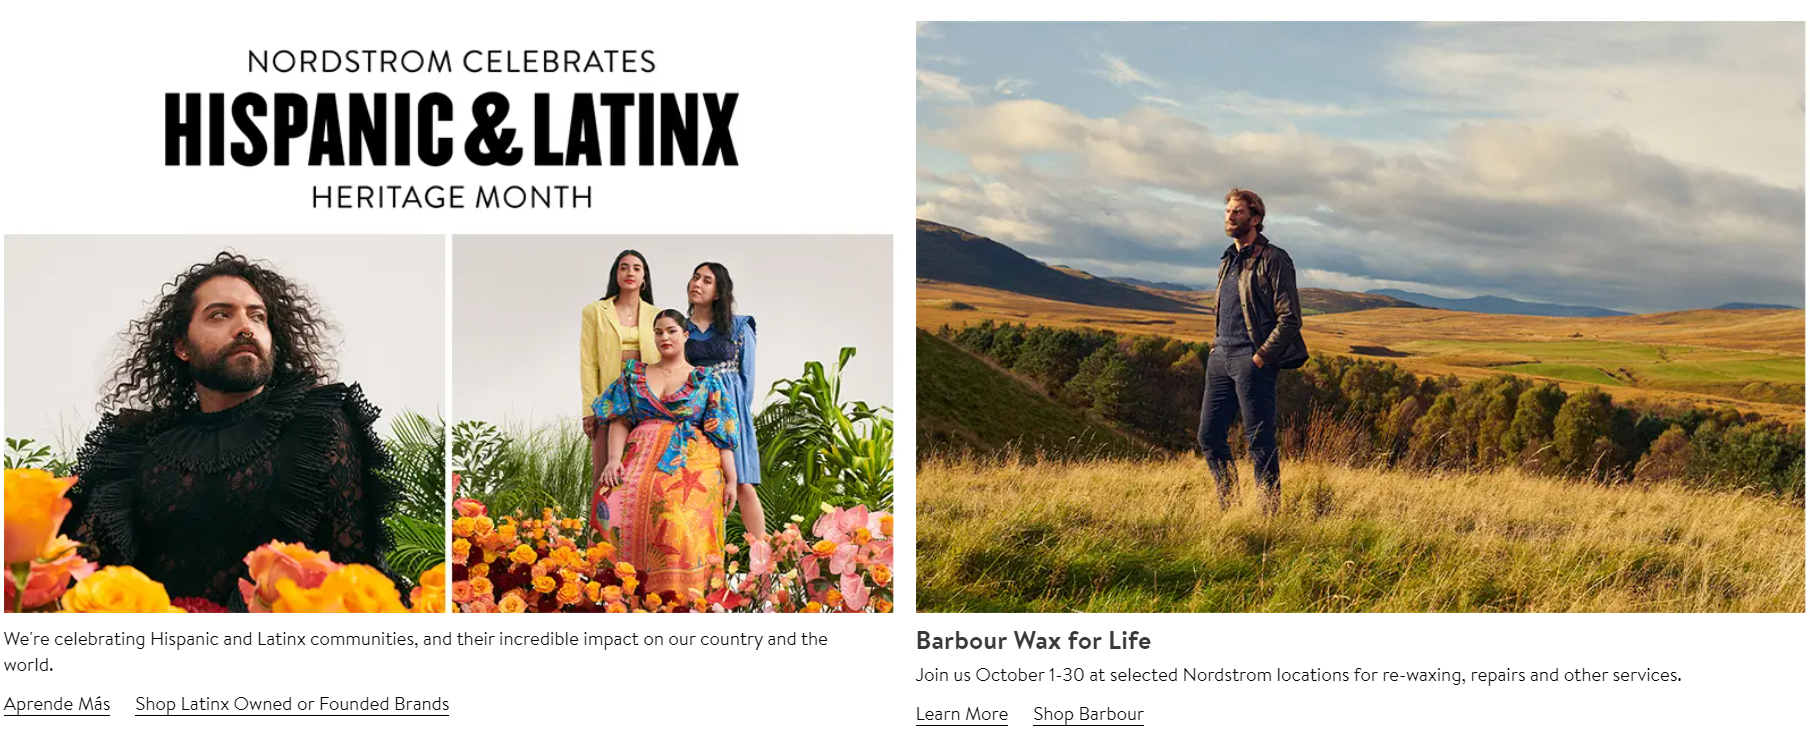 NORDSTROM CELEBRATES
HISPANIC & LATINX
HERITAGE MONTH
We're celebrating Hispanic and Latinx communities, and their incredible impact on our country and the
world.
Aprende Más Shop Latinx Owned or Founded Brands
Barbour Wax for Life
Join us October 1-30 at selected Nordstrom locations for re-waxing, repairs and other services.
Learn More Shop Barbour